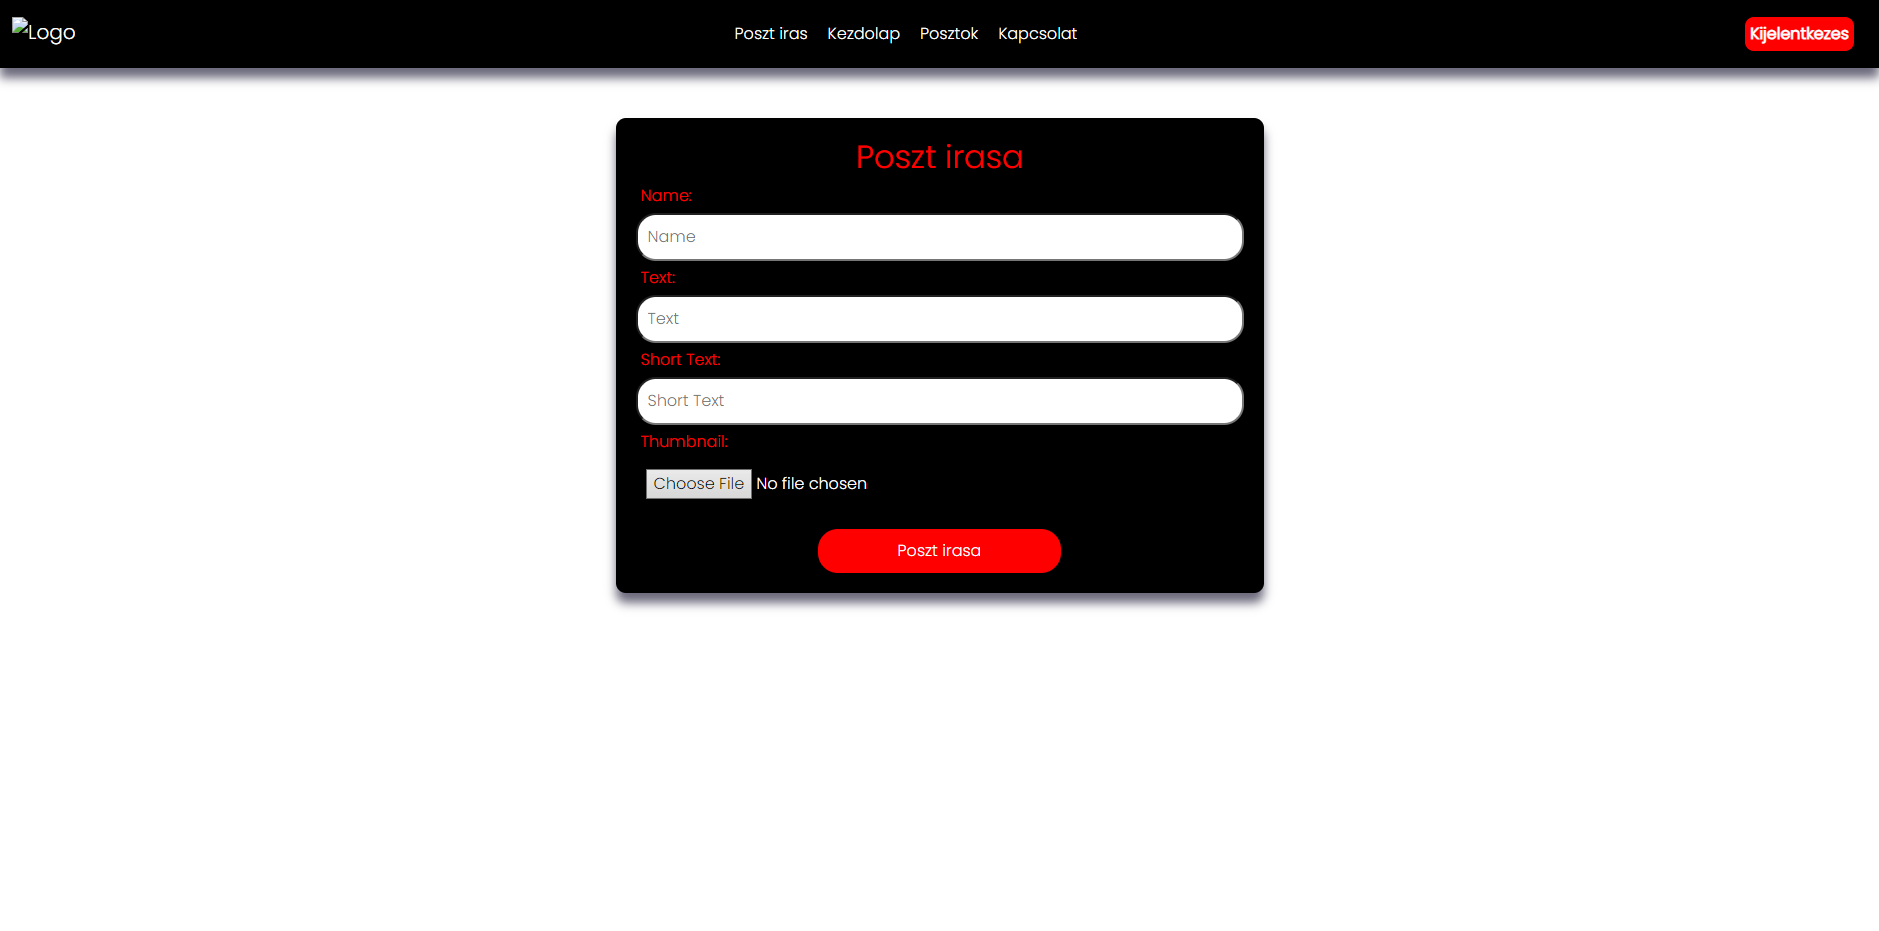 Logo
Poszt iras Kezdolap Posztok Kapcsolat
Kijelentkezes
Poszt irasa
Name:
Name
Text:
Text
Short Text:
Short Text
Thumbnail:
Choose File No file chosen
Poszt irasa